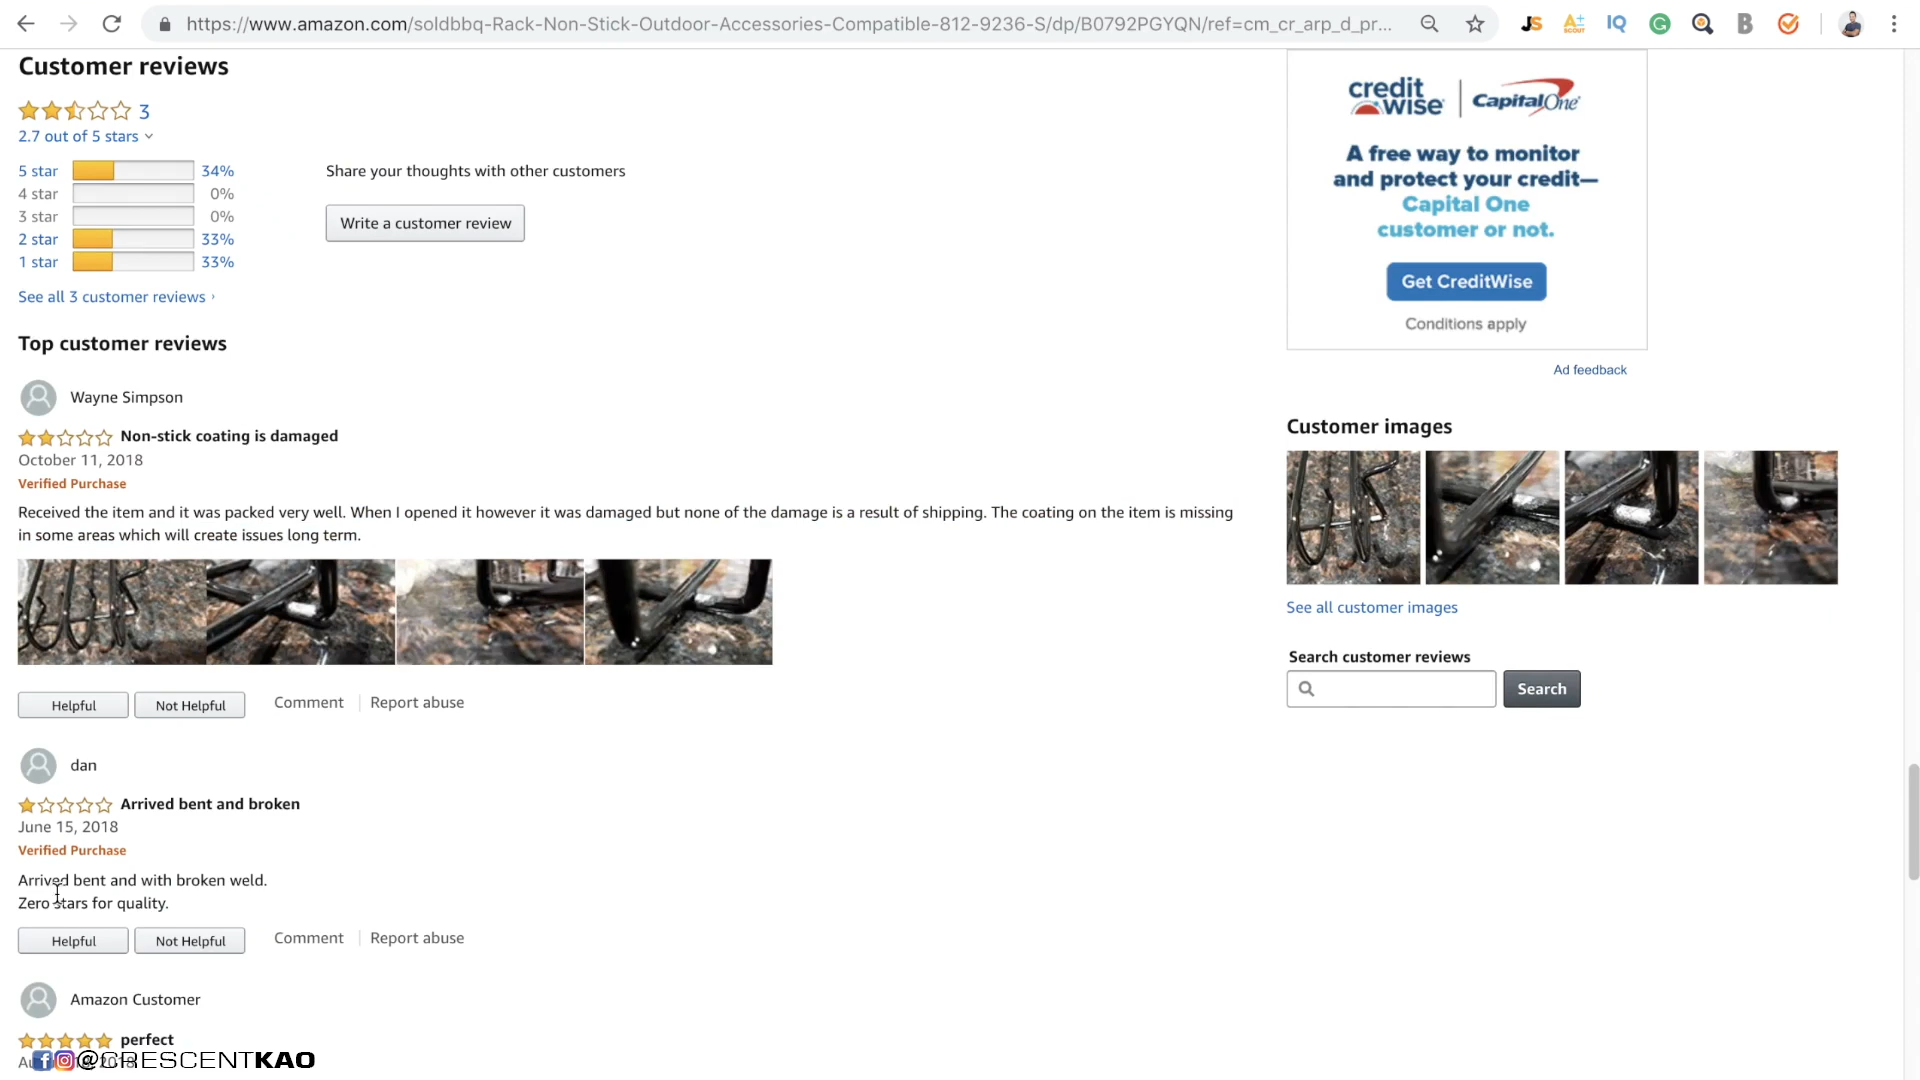 https://www.amazon.com/soldbbq-Rack-Non-Stick-Outdoor-Accessories-Compatible-812-9236-S/dp/B0792PGYQN/ref=cm_cr_arp_d_pr...
JS
A+
SCOUT
IQ
G
B
Customer reviews
3
2.7 out of 5 stars
5 star 34%
4 star 0%
3 star 0%
2 star 33%
1 star 33%
See all 3 customer reviews ›
Share your thoughts with other customers
Write a customer review
Top customer reviews
Wayne Simpson
Non-stick coating is damaged
October 11, 2018
Verified Purchase
Received the item and it was packed very well. When I opened it however it was damaged but none of the damage is a result of shipping. The coating on the item is missing
in some areas which will create issues long term.
Helpful Not Helpful Comment | Report abuse
dan
Arrived bent and broken
June 15, 2018
Verified Purchase
Arrived bent and with broken weld.
Zero stars for quality.
Helpful Not Helpful Comment | Report abuse
Amazon Customer
perfect
2018
@CRESCENTKAO
credit
wise
Capital One
A free way to monitor
and protect your credit—
Capital One
customer or not.
Get CreditWise
Conditions apply
Ad feedback
Customer images
See all customer images
Search customer reviews
Search